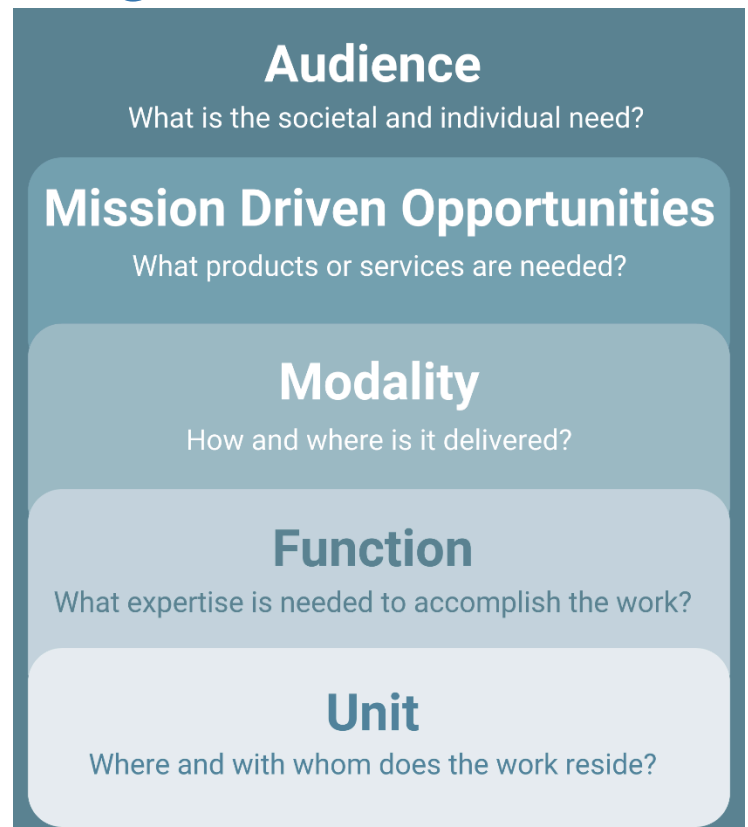 Audience
What is the societal and individual need?
Mission Driven Opportunities
What products or services are needed?
Modality
How and where is it delivered?
Function
What expertise is needed to accomplish the work?
Unit
Where and with whom does the work reside?